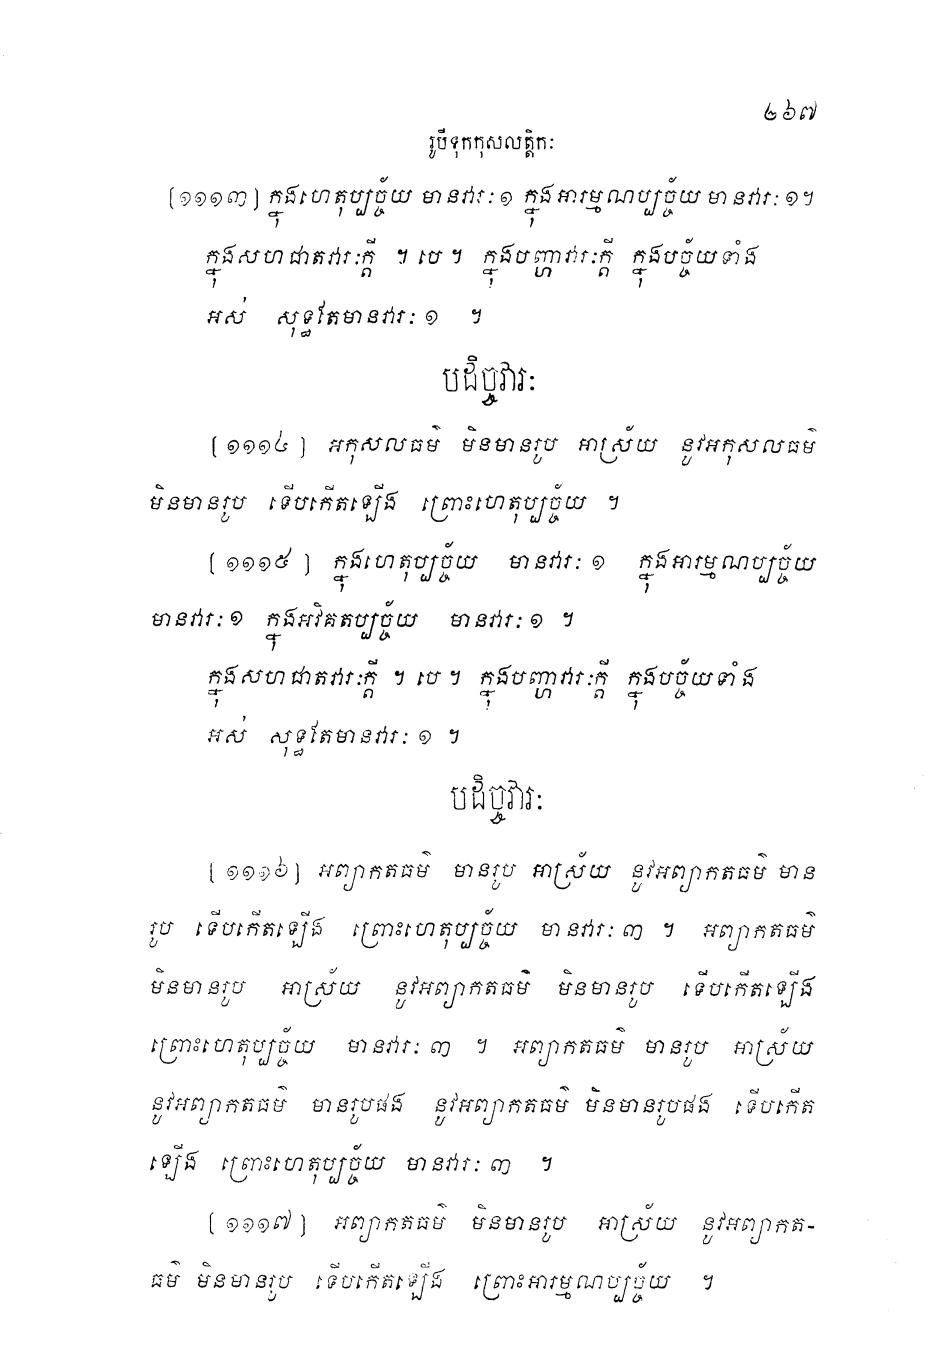 ២៦៧
រូបីទុកកុសលត្តិកៈ
(១១១៣) ក្នុងហេតុប្បច្ច័យ មានវារៈ ១ ក្នុងអារម្មណប្បច្ច័យ មានវារៈ ១។
ក្នុងសហជាតវារៈក្តី ។ បេ ។ ក្នុងបញ្ហាវារៈក្តី ក្នុងបច្ច័យទាំង
អស់ សុទ្ធតែមានវារៈ ១ ។
បដិច្ចវារៈ
(១១១៤) អកុសលធម៌ មិនមានរូប អាស្រ័យ នូវអកុសលធម៌
មិនមានរូប ទើបកើតឡើង ព្រោះហេតុប្បច្ច័យ ។
(១១១៥) ក្នុងហេតុប្បច្ច័យ មានវារៈ ១ ក្នុងអារម្មណប្បច្ច័យ
មានវារៈ ១ ក្នុងអវិគតប្បច្ច័យ មានវារៈ ១ ។
ក្នុងសហជាតវារៈក្តី ។ បេ ។ ក្នុងបញ្ហាវារៈក្តី ក្នុងបច្ច័យទាំង
អស់ សុទ្ធតែមានវារៈ ១ ។
បដិច្ចវារៈ
(១១១៦) អព្យាកតធម៌ មានរូប អាស្រ័យ នូវអព្យាកតធម៌ មាន
រូប ទើបកើតឡើង ព្រោះហេតុប្បច្ច័យ មានវារៈ ៣ ។ អព្យាកតធម៌
មិនមានរូប អាស្រ័យ នូវអព្យាកតធម៌ មិនមានរូប ទើបកើតឡើង
ព្រោះហេតុប្បច្ច័យ មានវារៈ ៣ ។ អព្យាកតធម៌ មានរូប អាស្រ័យ
នូវអព្យាកតធម៌ មានរូបផង នូវអព្យាកតធម៌ មិនមានរូបផង ទើបកើត
ឡើង ព្រោះហេតុប្បច្ច័យ មានវារៈ ៣ ។
(១១១៧) អព្យាកតធម៌ មិនមានរូប អាស្រ័យ នូវអព្យាកត-
ធម៌ មិនមានរូប ទើបកើតឡើង ព្រោះអារម្មណប្បច្ច័យ ។